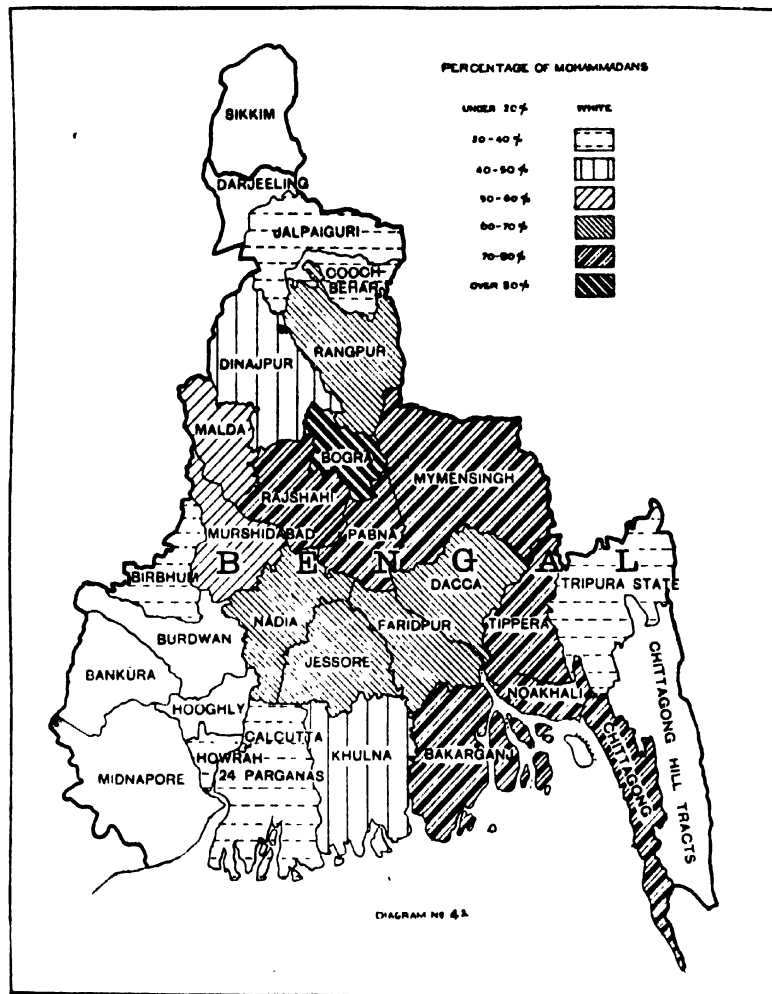 PERCENTAGE OF MOHAMMADANS
UNDER 20% WHITE
20-40%
40-50%
50-60%
60-70%
70-80%
OVER 80%
SIKKIM
DARJEELING
JALPAIGURI
COOCH
BEHAR
RANGPUR
DINAJPUR
MALDA
BOGRA
MYMENSINGH
RAJSHAHI
MURSHIDABAD
PABNA
BENGAL
BIRBHUM
DACCA
TRIPURA STATE
NADIA
FARIDPUR
TIPPERA
BURDWAN
JESSORE
BANKURA
NOAKHALI
HOOGHLY
CALCUTTA
HOWRAH
24 PARGANAS
KHULNA
BAKARGANJ
MIDNAPORE
CHITTAGONG
CHITTAGONG HILL TRACTS
DIAGRAM No 42